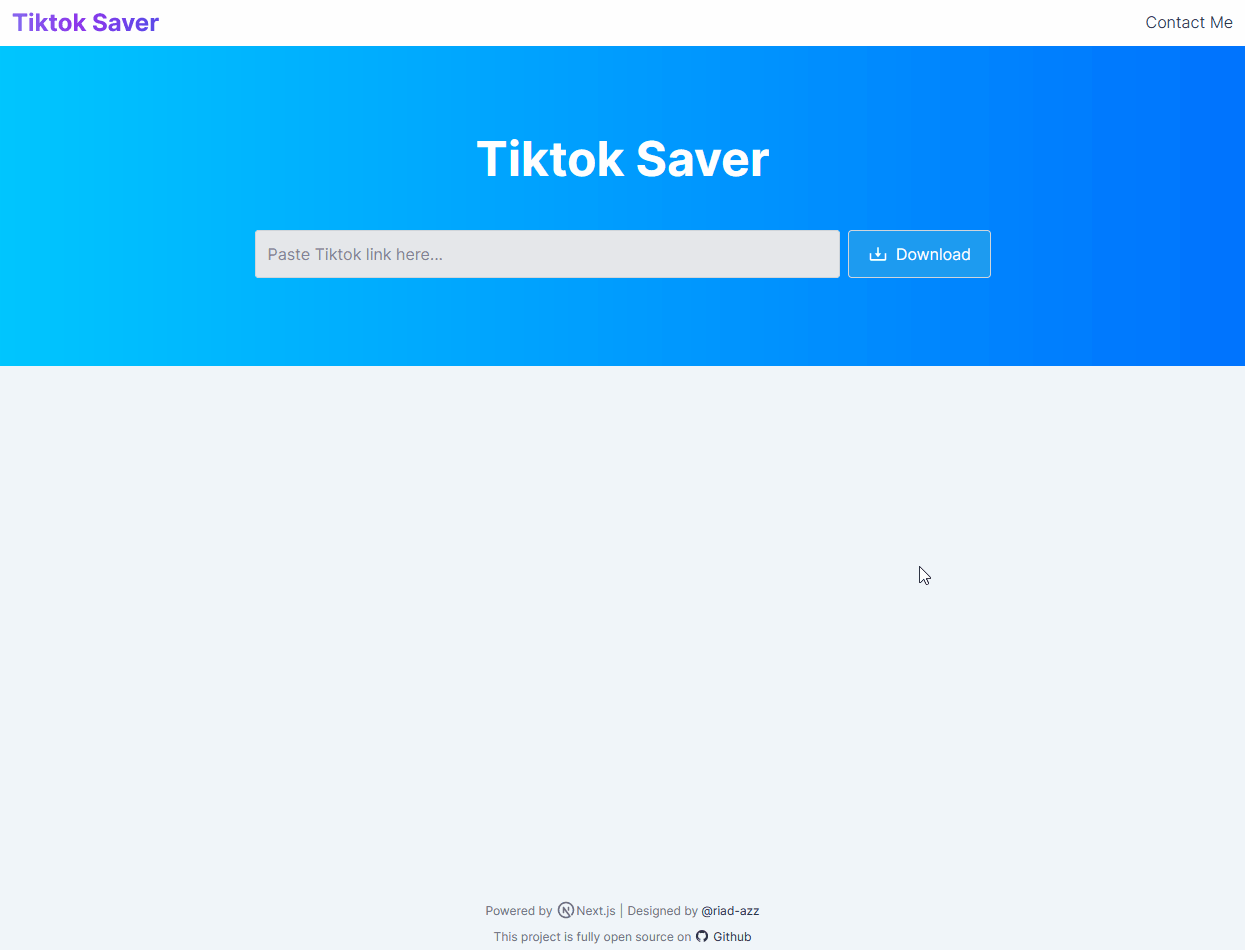 Tiktok Saver
Contact Me
Tiktok Saver
Paste Tiktok link here...
Download
Powered by Next.js | Designed by @riad-azz
This project is fully open source on Github